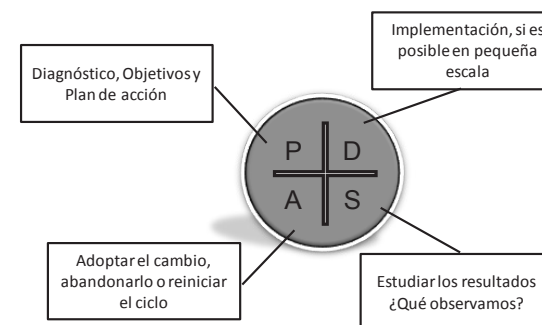 Implementación, si es
posible en pequeña
escala
Diagnóstico, Objetivos y
Plan de acción
P D
A S
Adoptar el cambio,
abandonarlo o reiniciar
el ciclo
Estudiar los resultados
¿Qué observamos?